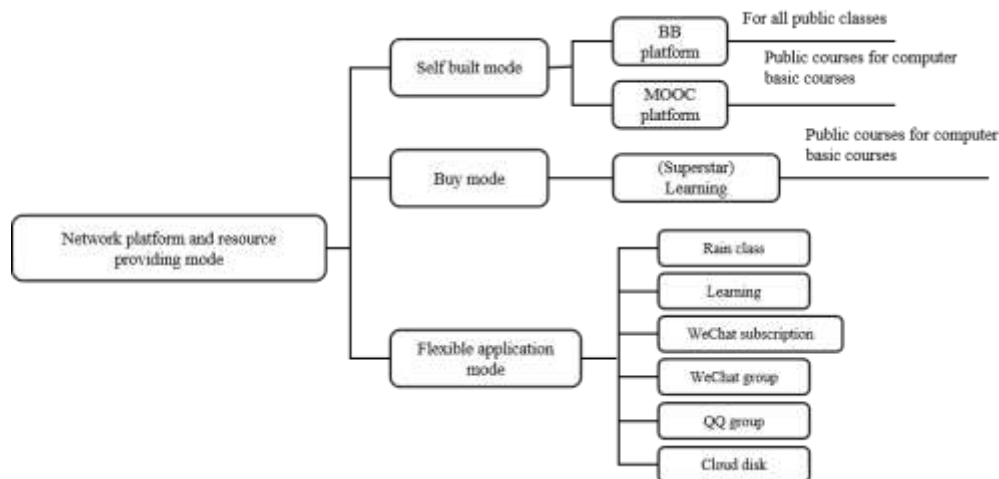 Network platform and resource
providing mode
Self built mode
BB
platform
For all public classes
MOOC
platform
Public courses for computer
basic courses
Buy mode
(Superstar)
Learning
Public courses for computer
basic courses
Flexible application
mode
Rain class
Learning
WeChat subscription
WeChat group
QQ group
Cloud disk